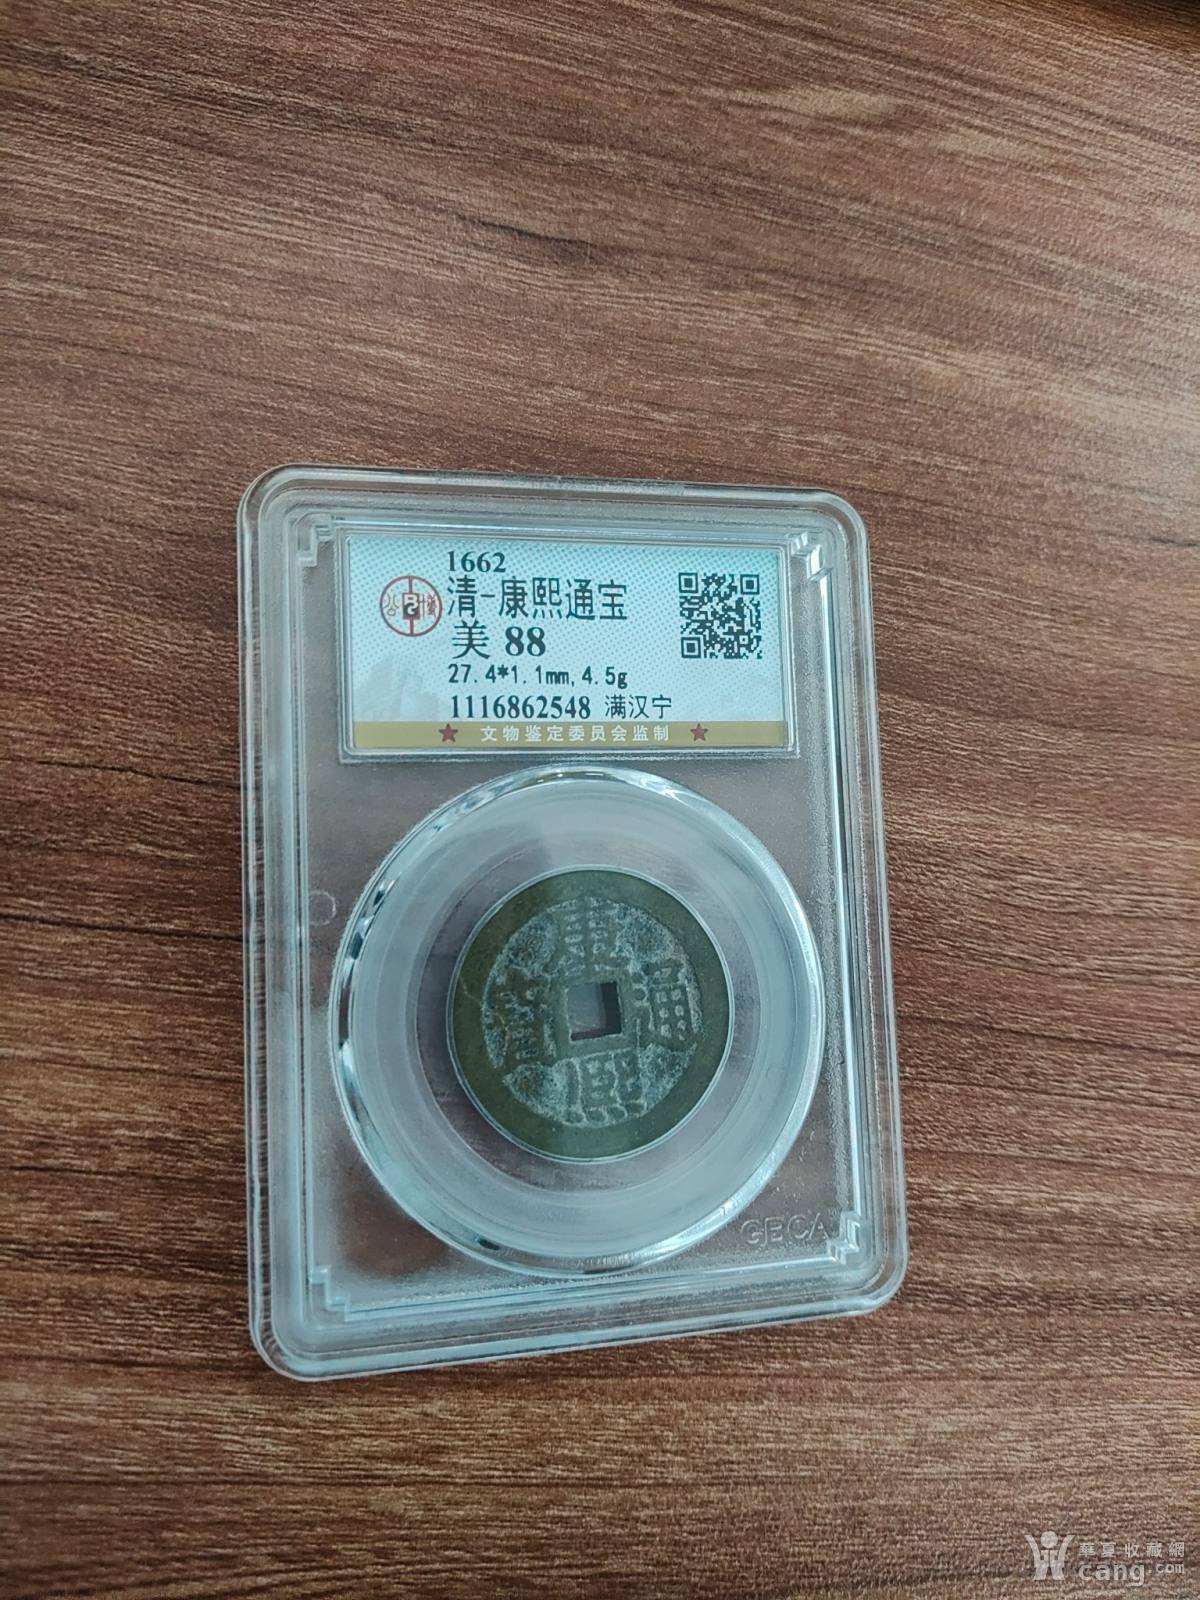 1662
清-康熙通宝
公博
美 88
27.4*1.1mm,4.5g
1116862548 满汉宁
★ 文物鉴定委员会监制 ★
康
寶 通
熙
GBCA
華夏收藏網
cang.com